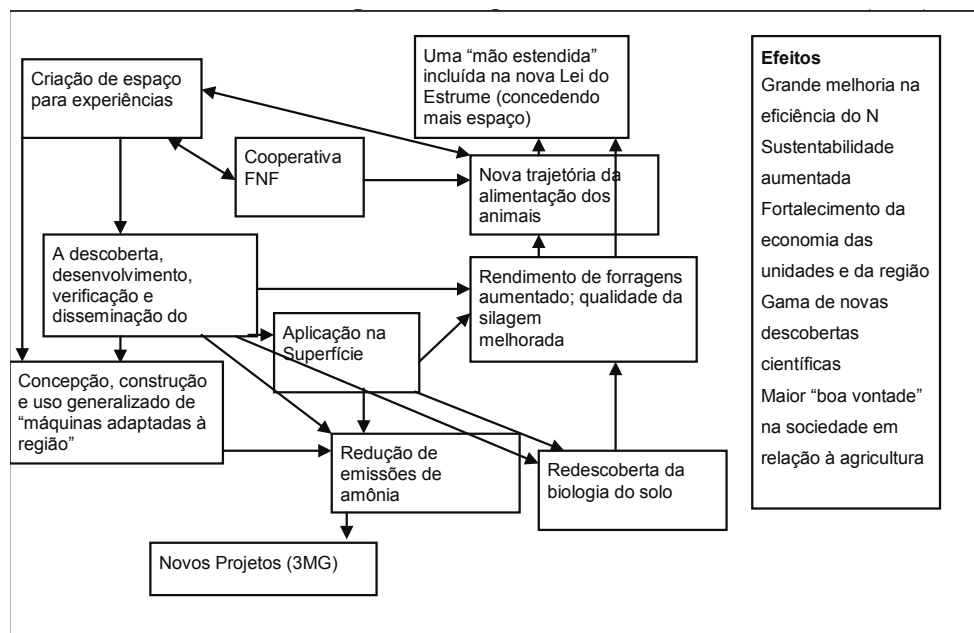 Criação de espaço
para experiências
Uma “mão estendida”
incluída na nova Lei do
Estrume (concedendo
mais espaço)
Cooperativa
FNF
Nova trajetória da
alimentação dos
animais
A descoberta,
desenvolvimento,
verificação e
disseminação do
Rendimento de forragens
aumentado; qualidade da
silagem
melhorada
Aplicação na
Superfície
Concepção, construção
e uso generalizado de
“máquinas adaptadas à
região”
Redução de
emissões de
amônia
Redescoberta da
biologia do solo
Novos Projetos (3MG)
Efeitos
Grande melhoria na
eficiência do N
Sustentabilidade
aumentada
Fortalecimento da
economia das
unidades e da região
Gama de novas
descobertas
científicas
Maior “boa vontade”
na sociedade em
relação à agricultura